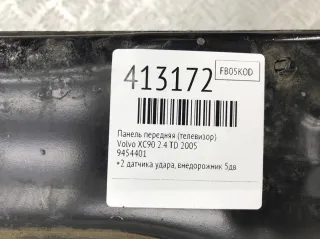 413172
FB05KOD
Панель передняя (телевизор)
Volvo XC90 2.4 TD 2005
9454401
*2 датчика удара, внедорожник 5дв